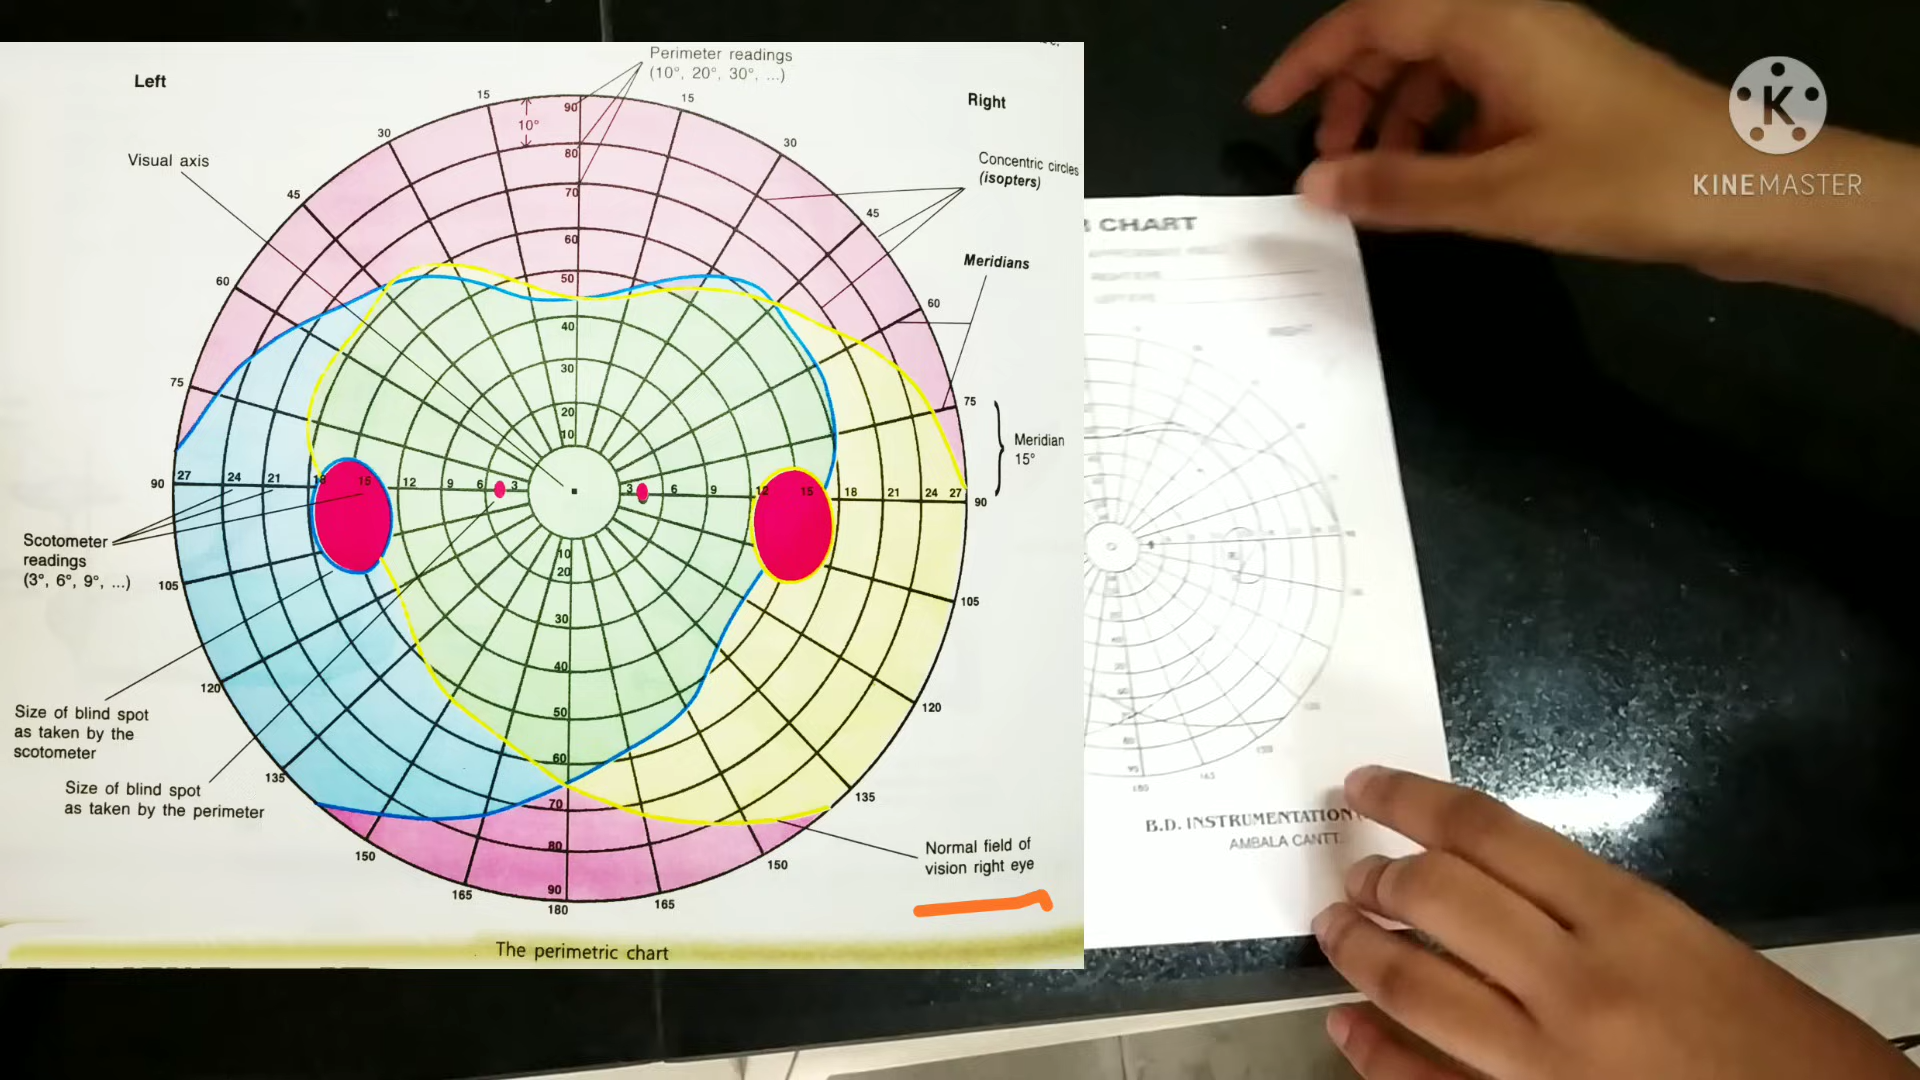 Perimeter readings
(10°, 20°, 30°, ...)
Left
Right
Visual axis
10°
Concentric circles
(isopters)
Meridians
Meridian
15°
15
30
45
60
75
90
105
120
135
150
165
180
165
150
135
120
105
90
75
60
45
30
15
90
80
70
60
50
40
30
20
10
10
20
30
40
50
60
70
80
90
27
24
21
18
15
12
9
6
3
3
6
9
12
15
18
21
24
27
Scotometer
readings
(3°, 6°, 9°, ...)
Size of blind spot
as taken by the
scotometer
Size of blind spot
as taken by the perimeter
Normal field of
vision right eye
The perimetric chart
K
KINEMASTER
CHART
RIGHT EYE
LEFT EYE
B.D. INSTRUMENTATION
AMBALA CANTT.